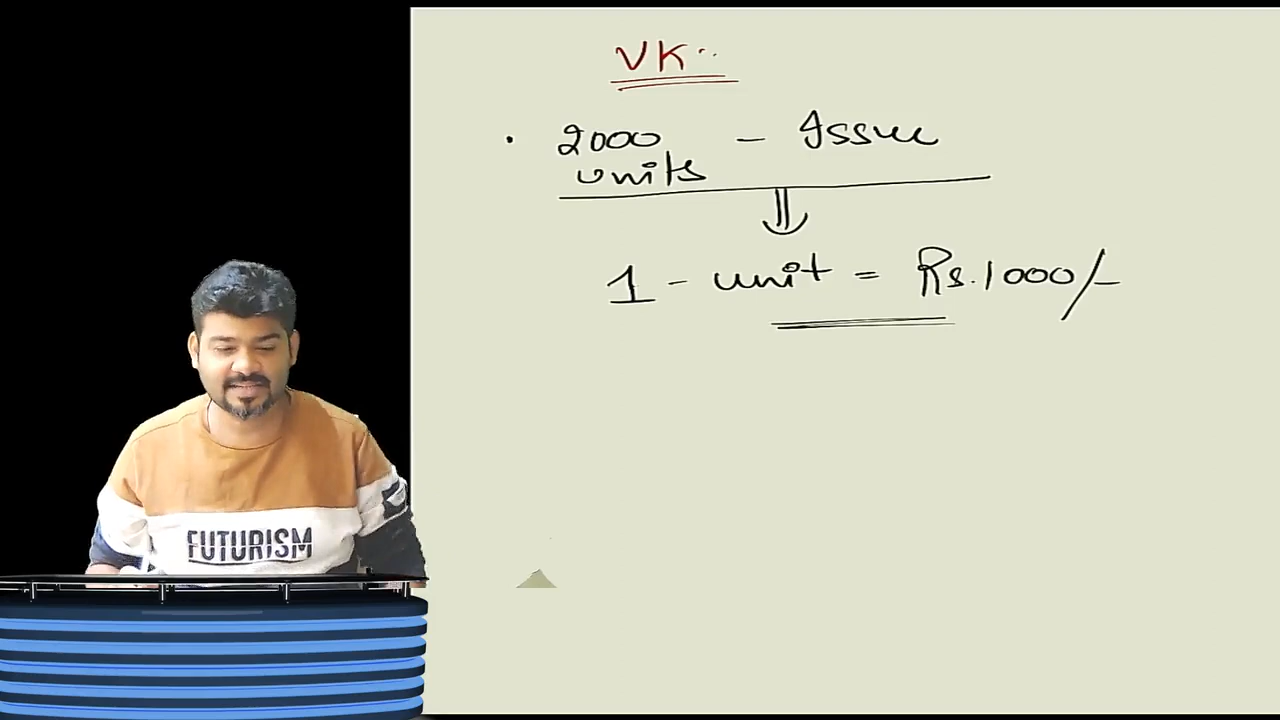 VK:
. 2000 - Issue
units
1 - unit = Rs.1000/-
FUTURISM